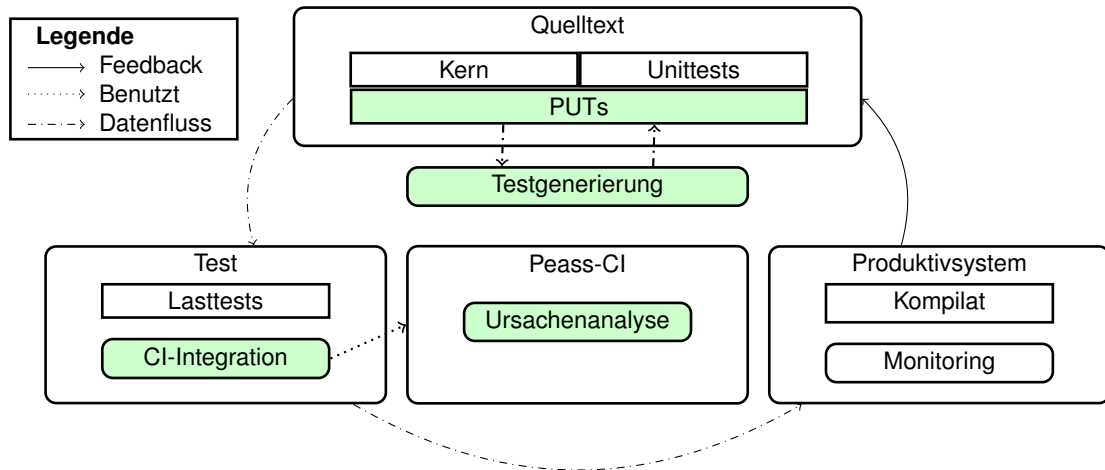 Legende
Feedback
Benutzt
Datenfluss
Quelltext
Kern
Unittests
PUTs
Testgenerierung
Test
Lasttests
CI-Integration
Peass-CI
Ursachenanalyse
Produktivsystem
Kompilat
Monitoring